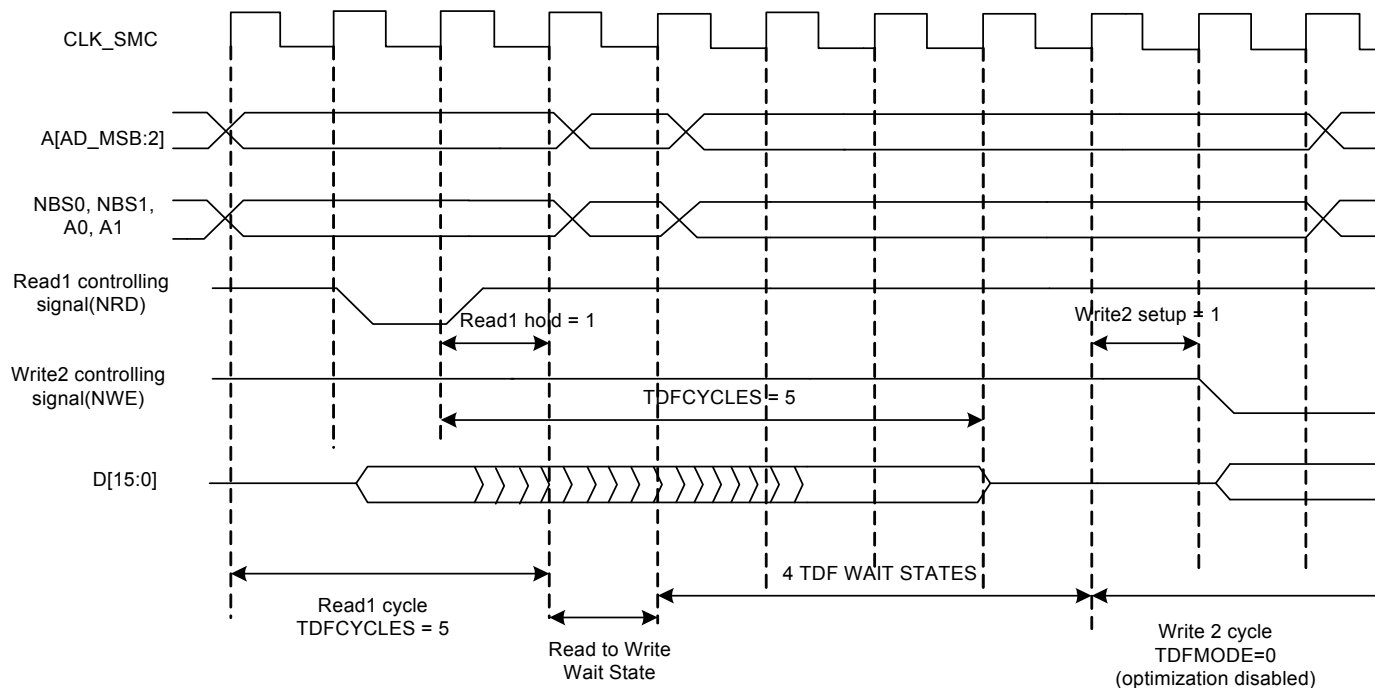 CLK_SMC
A[AD_MSB:2]
NBS0, NBS1,
A0, A1
Read1 controlling
signal(NRD)
Read1 hold = 1
Write2 setup = 1
Write2 controlling
signal(NWE)
TDFCYCLES = 5
D[15:0]
4 TDF WAIT STATES
Read1 cycle
TDFCYCLES = 5
Read to Write
Wait State
Write 2 cycle
TDFMODE=0
(optimization disabled)